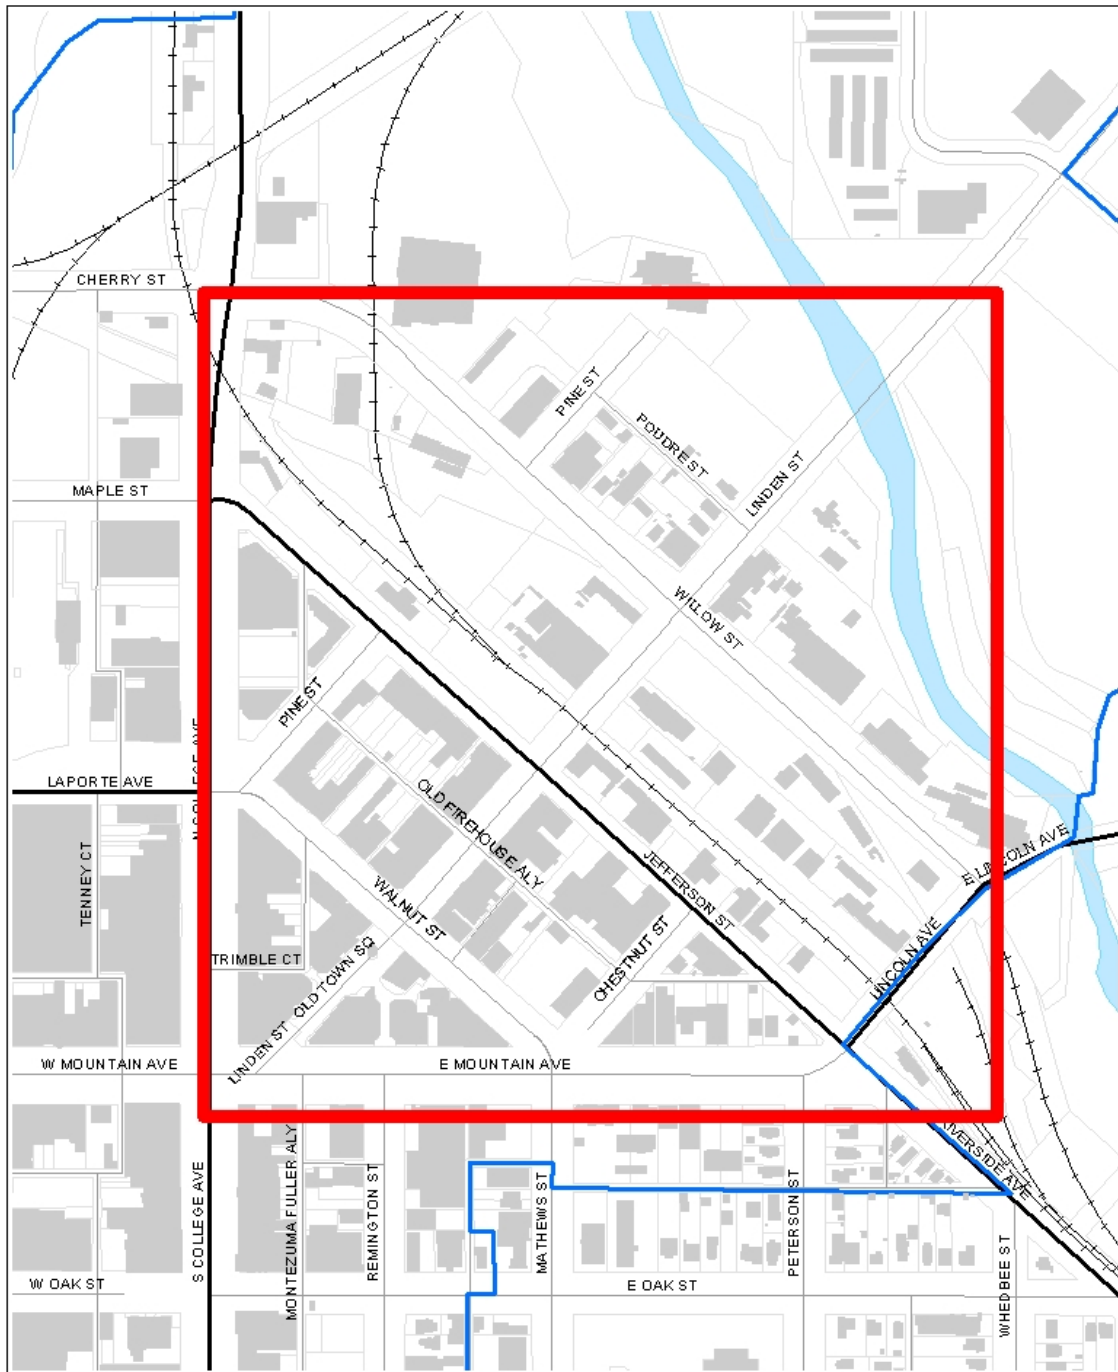 CHERRY ST
PINE ST
POUDRE ST
LINDEN ST
MAPLE ST
WILLOW ST
PINE ST
N COLLEGE AVE
LAPORTE AVE
OLD FIREHOUSE ALY
E LINCOLN AVE
JEFFERSON ST
TENNEY CT
WALNUT ST
CHESTNUT ST
LINCOLN AVE
TRIMBLE CT
OLD TOWN SQ
LINDEN ST
W MOUNTAIN AVE
E MOUNTAIN AVE
RIVERSIDE AVE
S COLLEGE AVE
MONTEZUMA FULLER ALY
REMINGTON ST
MATHEWS ST
PETERSON ST
WHEDBEE ST
W OAK ST
E OAK ST